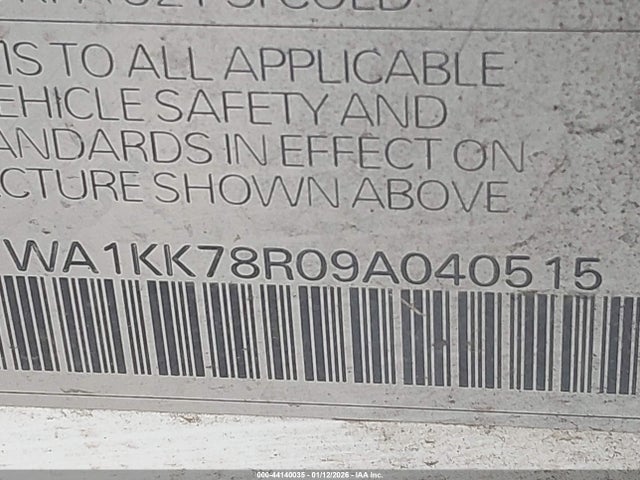 IS TO ALL APPLICABLE
EHICLE SAFETY AND
ANDARDS IN EFFECT ON
CTURE SHOWN ABOVE
WA1KK78R09A040515
000-44140035 - 01/12/2026 - IAA Inc.